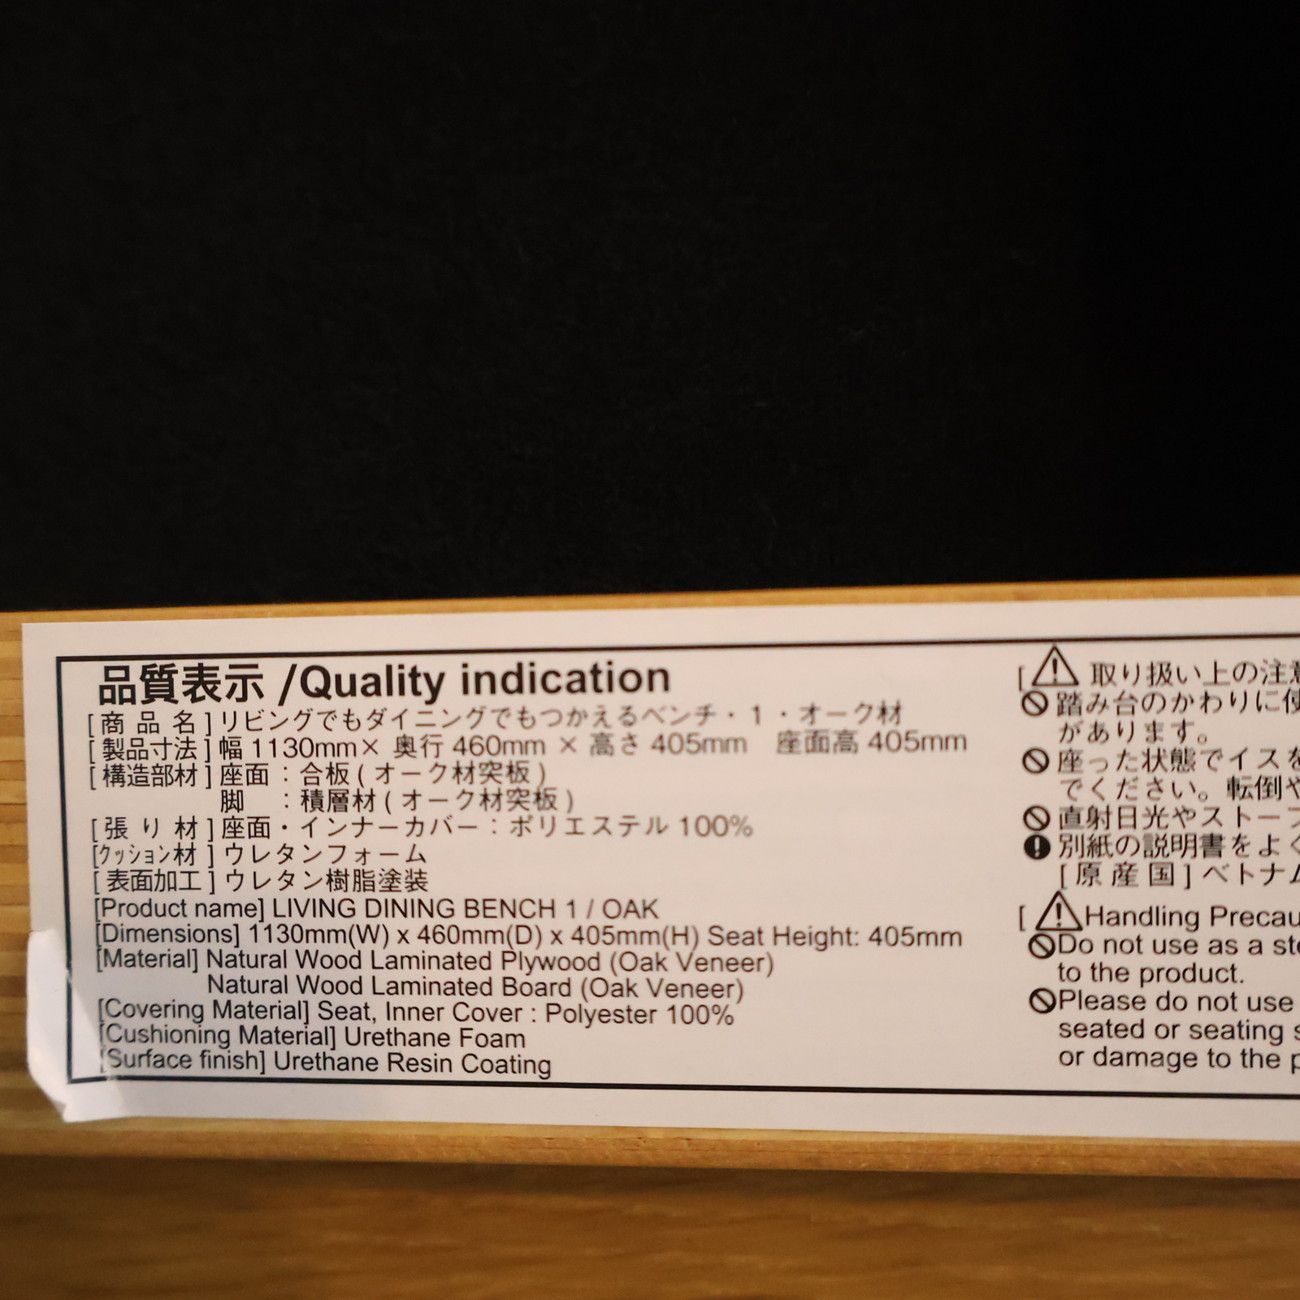 品質表示 /Quality indication
[商品名]リビングでもダイニングでもつかえるベンチ・1・オーク材
[製品寸法]幅1130mm× 奥行 460mm × 高さ 405mm 座面高 405mm
[構造部材]座面:合板(オーク材突板)
脚 :積層材(オーク材突板)
[張り材]座面・インナーカバー:ポリエステル 100%
[クッション材]ウレタンフォーム
[表面加工]ウレタン樹脂塗装
[Product name] LIVING DINING BENCH 1 / OAK
[Dimensions] 1130mm(W) x 460mm(D) x 405mm(H) Seat Height: 405mm
[Material] Natural Wood Laminated Plywood (Oak Veneer)
Natural Wood Laminated Board (Oak Veneer)
[Covering Material] Seat, Inner Cover : Polyester 100%
[Cushioning Material] Urethane Foam
[Surface finish] Urethane Resin Coating
[⚠取り扱い上の注意
踏み台のかわりに使
があります。
座った状態でイスを
でください。転倒や
直射日光やストーブ
別紙の説明書をよく
[原産国]ベトナム
[⚠Handling Precau
Do not use as a ste
to the product.
Please do not use
seated or seating s
or damage to the p